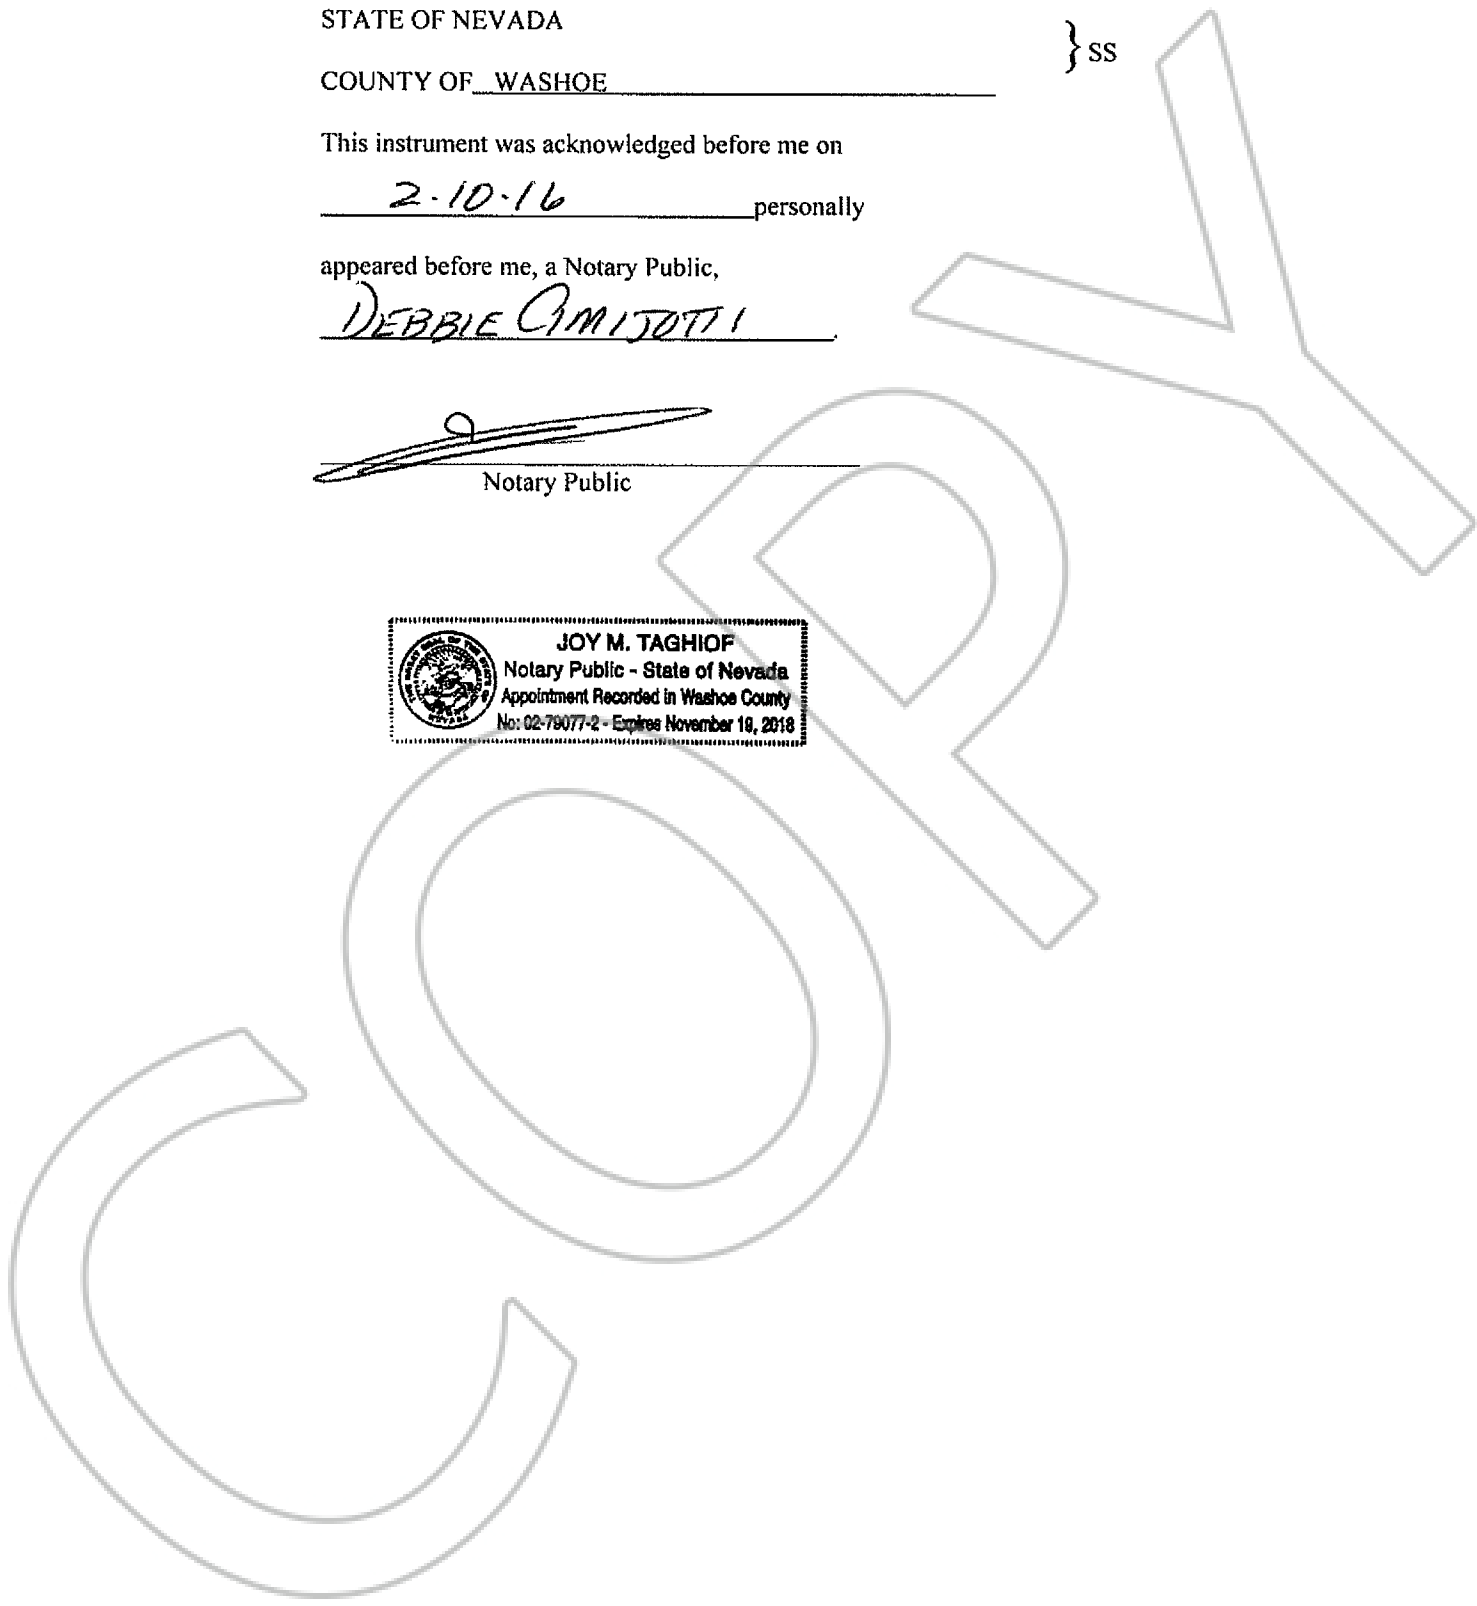 STATE OF NEVADA
} SS
COUNTY OF WASHOE
This instrument was acknowledged before me on
2·10·16 personally
appeared before me, a Notary Public,
DEBBIE CIMIJOTTI.
Notary Public
JOY M. TAGHIOF
Notary Public - State of Nevada
Appointment Recorded in Washoe County
No: 02-79077-2 - Expires November 19, 2018
COPY